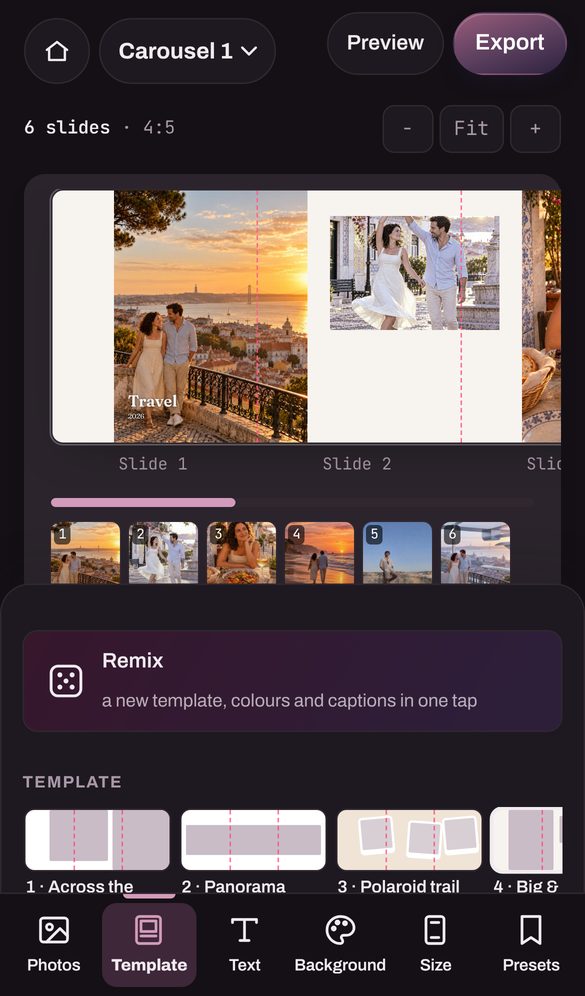 Carousel 1
Preview
Export
6 slides · 4:5
-
Fit
+
Travel
2026
Slide 1
Slide 2
Slid
1
2
3
4
5
6
Remix
a new template, colours and captions in one tap
TEMPLATE
1 · Across the
2 · Panorama
3 · Polaroid trail
4 · Big &
Photos
Template
Text
Background
Size
Presets